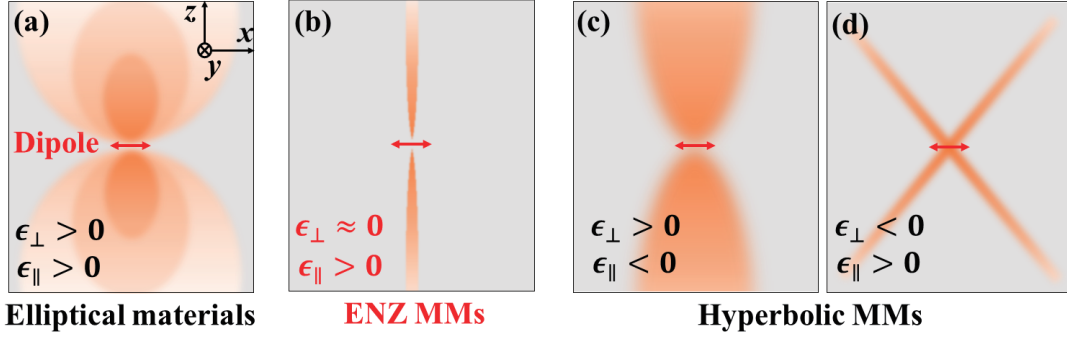 (a)
z
x
y
Dipole
ϵ⊥ > 0
ϵ∥ > 0
Elliptical materials
(b)
ϵ⊥ ≈ 0
ϵ∥ > 0
ENZ MMs
(c)
ϵ⊥ > 0
ϵ∥ < 0
(d)
ϵ⊥ < 0
ϵ∥ > 0
Hyperbolic MMs